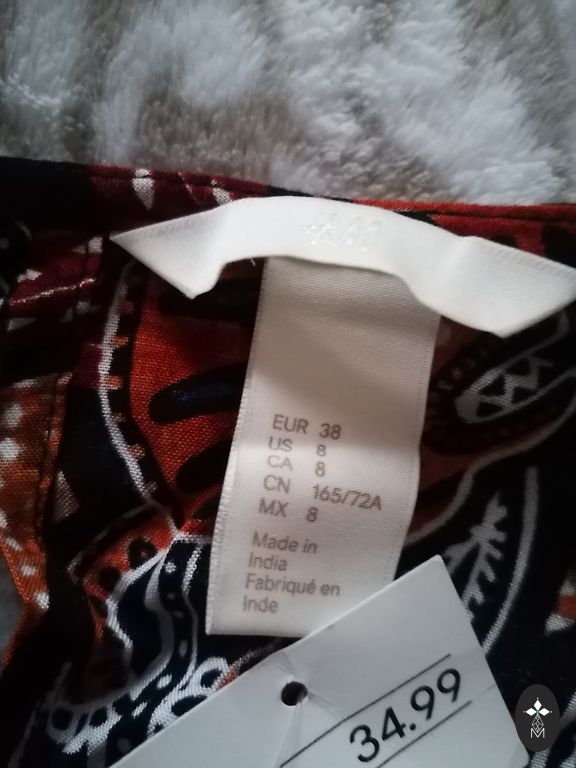 EUR 38
US 8
CA 8
CN 165/72A
MX 8
Made in
India
Fabriqué en
Inde
34.99